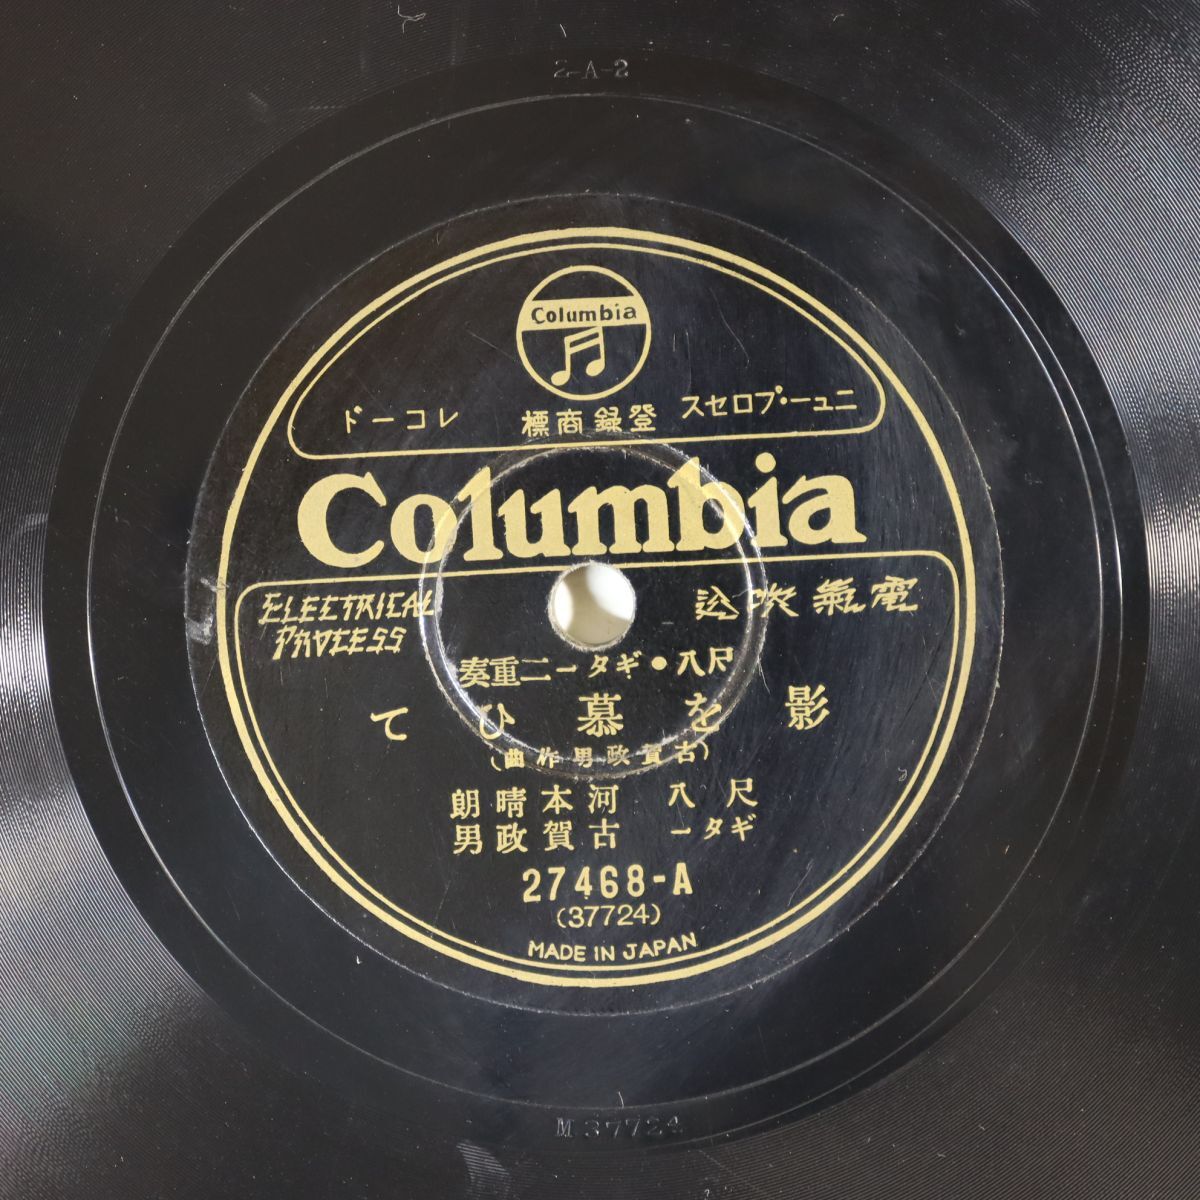 2-A-2
Columbia
ニュー・プロセス 登録商標 レコード
Columbia
ELECTRICAL PROCESS
電氣吹込
尺八・ギター二重奏
影を慕ひて
(古賀政男作曲)
尺八 河本晴朗
ギター 古賀政男
27468-A
(37724)
MADE IN JAPAN
M 37724